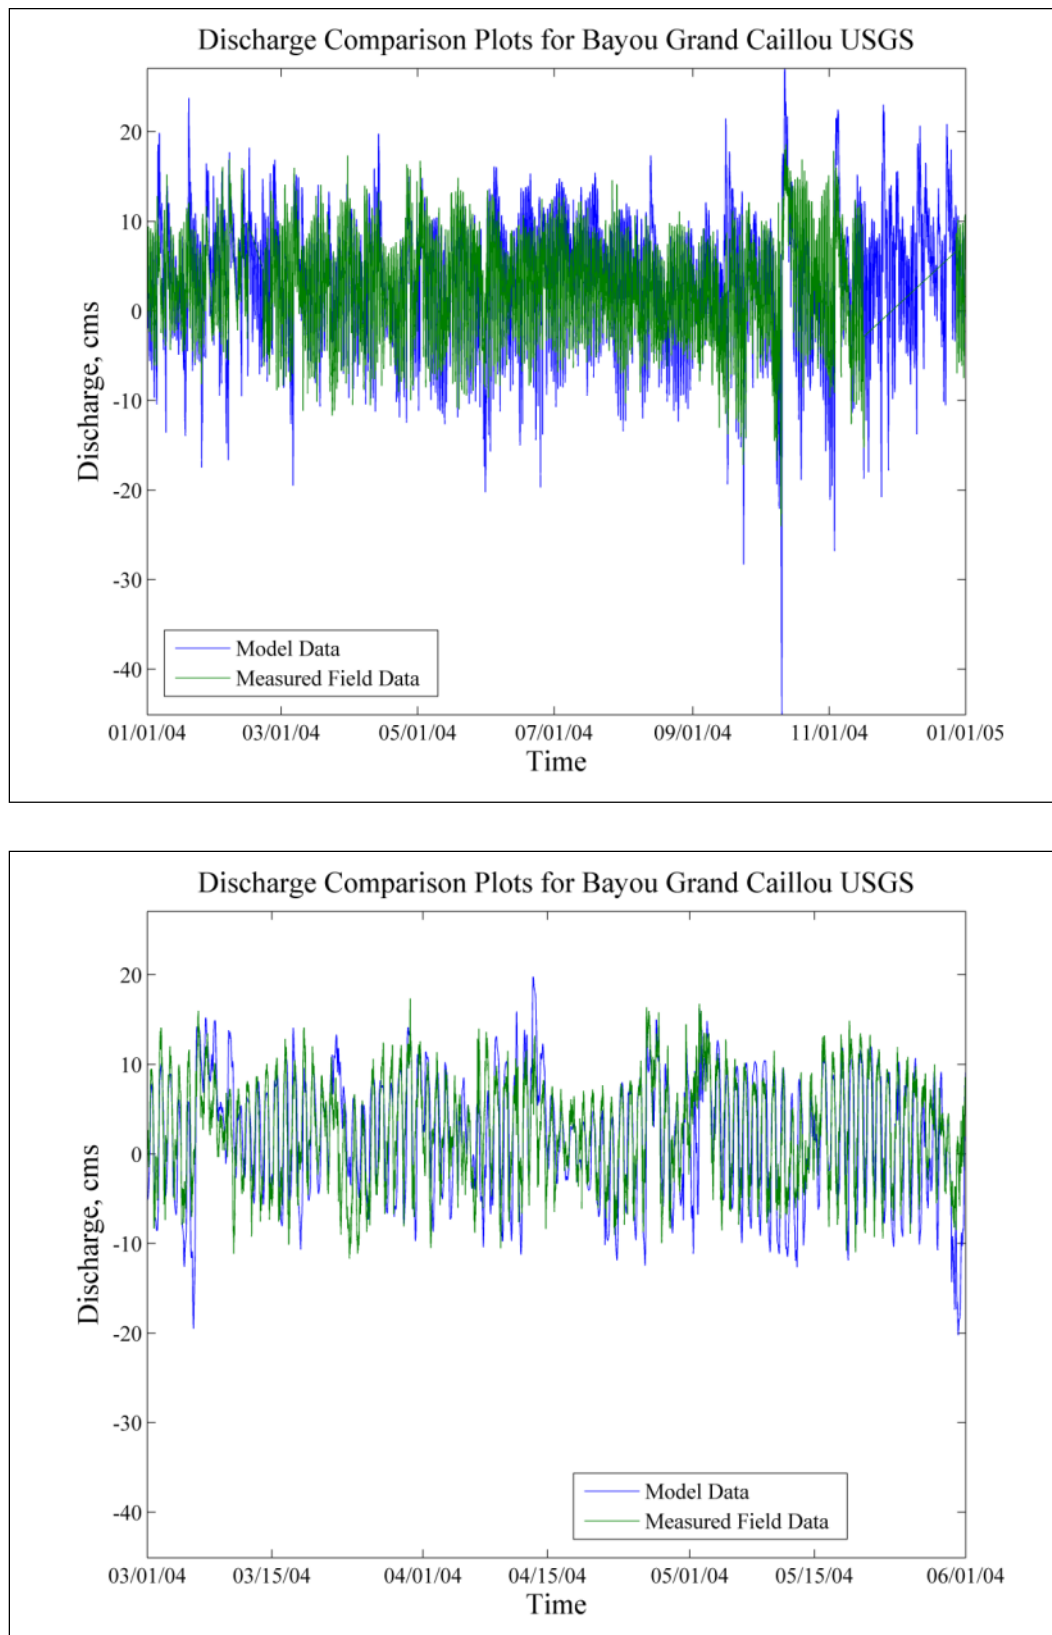 Discharge Comparison Plots for Bayou Grand Caillou USGS
20
10
0
-10
-20
-30
-40
Discharge, cms
Model Data
Measured Field Data
01/01/04 03/01/04 05/01/04 07/01/04 09/01/04 11/01/04 01/01/05
Time
Discharge Comparison Plots for Bayou Grand Caillou USGS
20
10
0
-10
-20
-30
-40
Discharge, cms
Model Data
Measured Field Data
03/01/04 03/15/04 04/01/04 04/15/04 05/01/04 05/15/04 06/01/04
Time